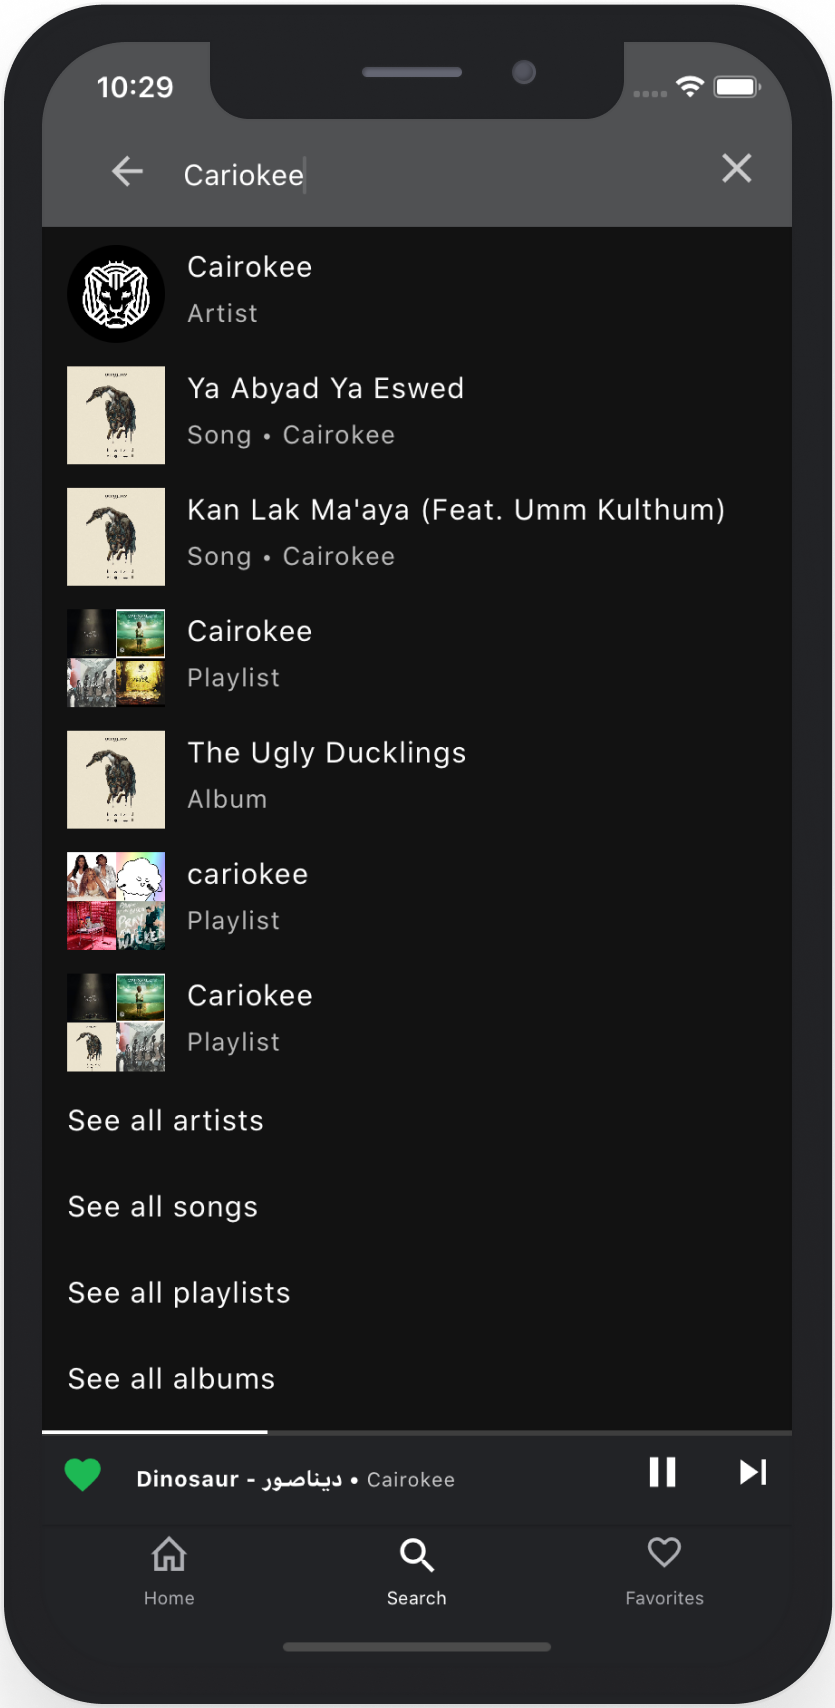 10:29
Cariokee
Cairokee
Artist
Ya Abyad Ya Eswed
Song • Cairokee
Kan Lak Ma'aya (Feat. Umm Kulthum)
Song • Cairokee
Cairokee
Playlist
The Ugly Ducklings
Album
cariokee
Playlist
Cariokee
Playlist
See all artists
See all songs
See all playlists
See all albums
Dinosaur - ديناصور • Cairokee
Home
Search
Favorites